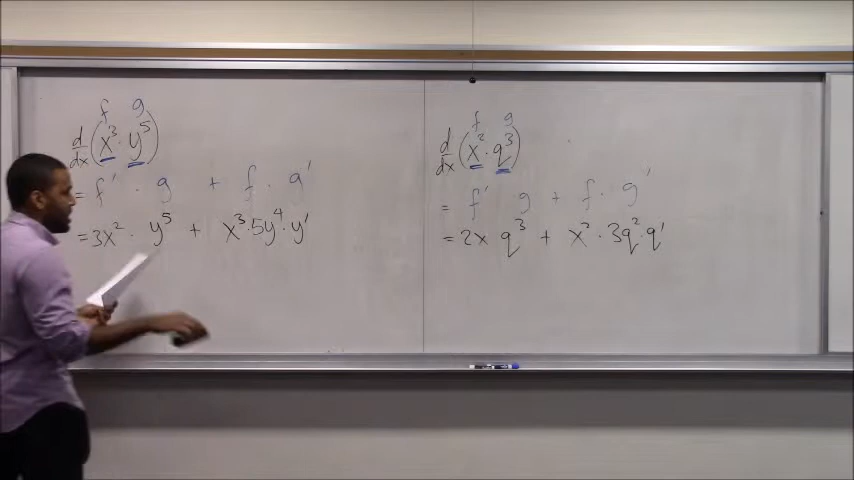 f g
d/dx (x³ · y⁵)
= f' · g + f · g'
= 3x² · y⁵ + x³ · 5y⁴ · y'
f g
d/dx (x² · q³)
= f' g + f · g'
= 2x q³ + x² · 3q² · q'